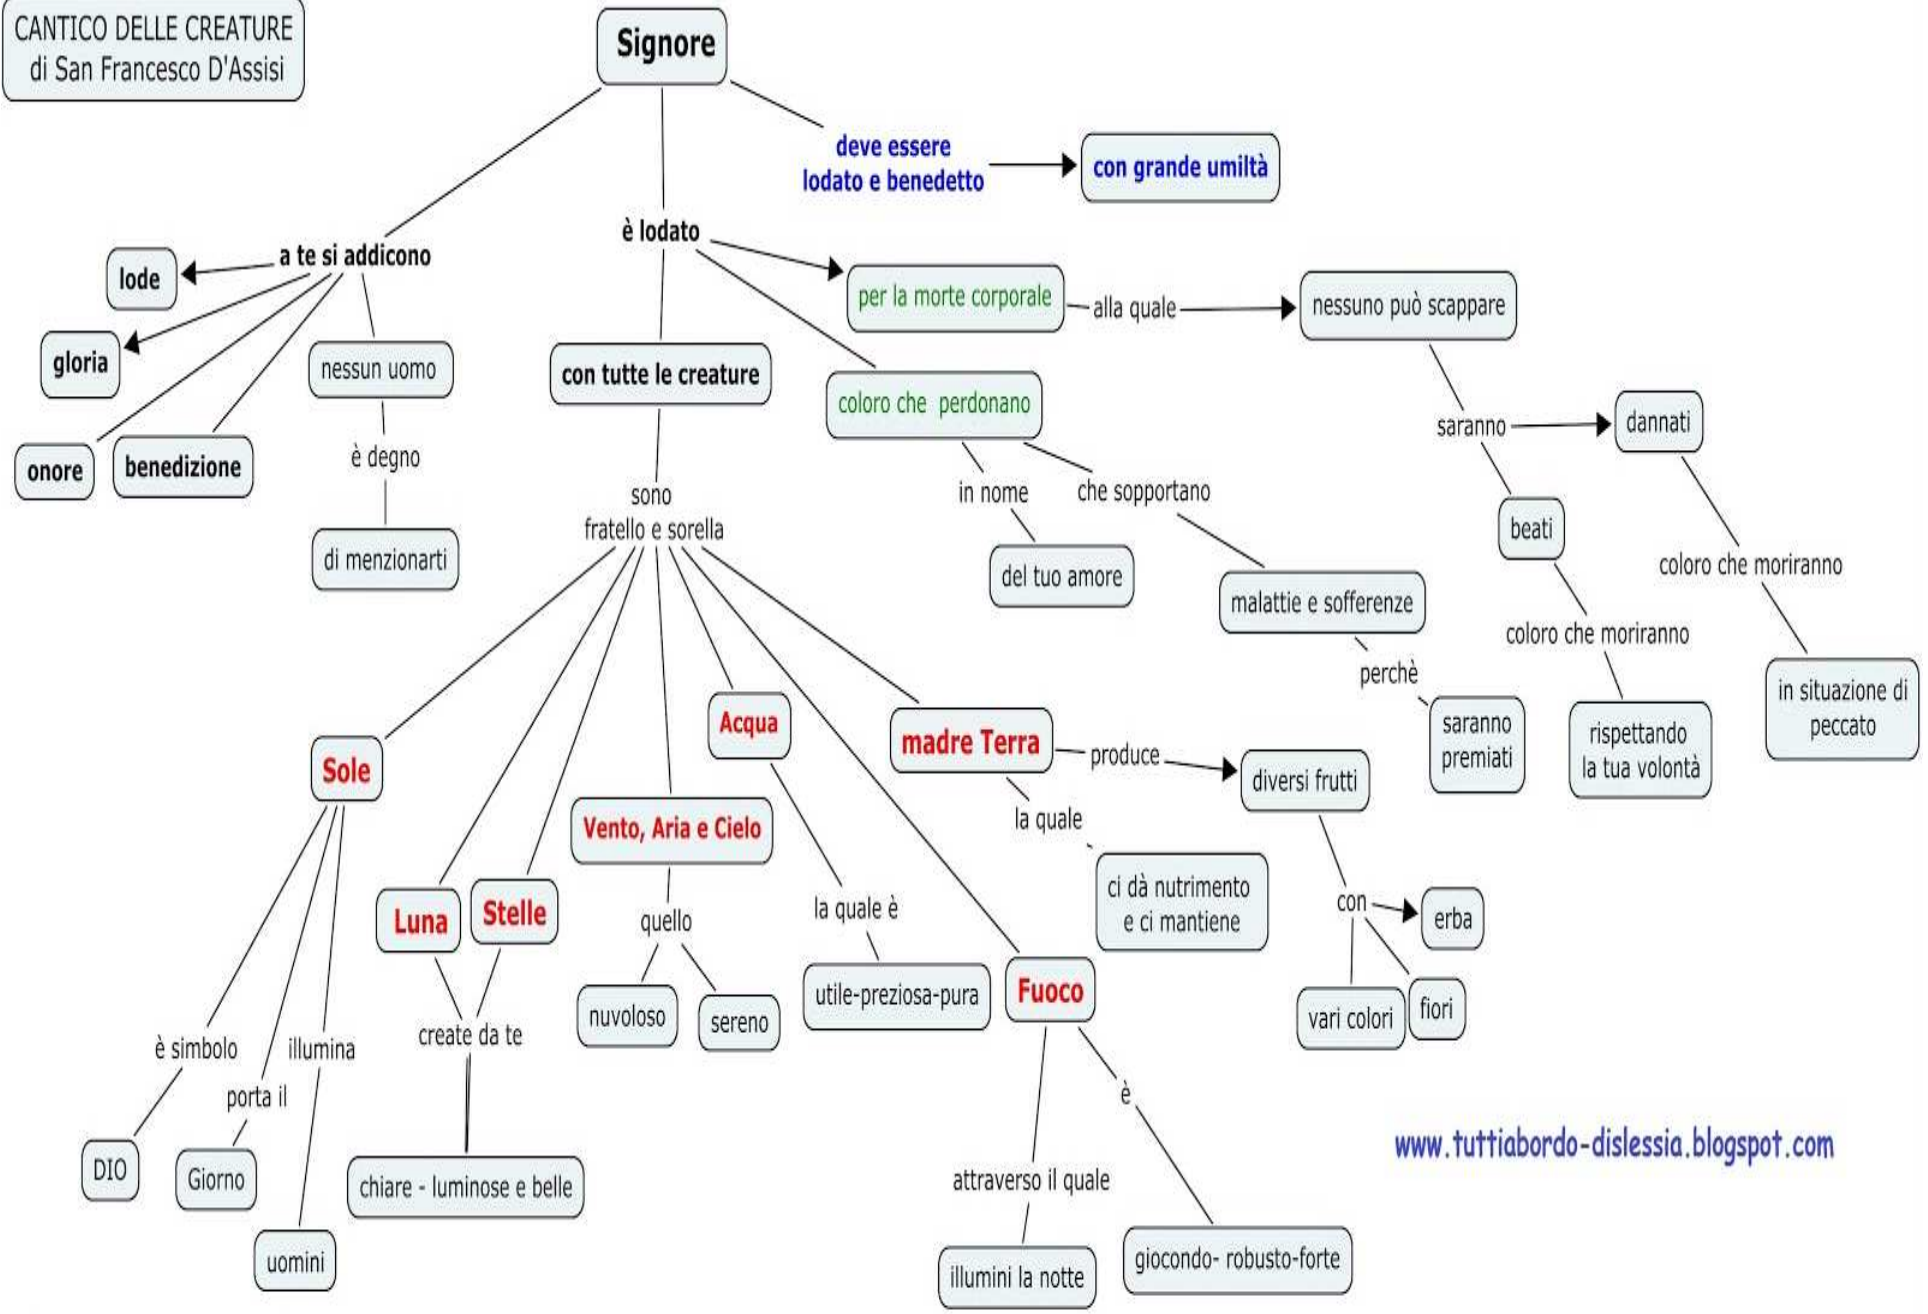 CANTICO DELLE CREATURE
di San Francesco D'Assisi
Signore
deve essere
lodato e benedetto
con grande umiltà
a te si addicono
lode
gloria
onore
benedizione
nessun uomo
è degno
di menzionarti
è lodato
per la morte corporale
alla quale
nessuno può scappare
saranno
dannati
coloro che moriranno
in situazione di
peccato
beati
coloro che moriranno
rispettando
la tua volontà
coloro che perdonano
in nome
del tuo amore
che sopportano
malattie e sofferenze
perchè
saranno
premiati
con tutte le creature
sono
fratello e sorella
Sole
è simbolo
DIO
porta il
Giorno
illumina
uomini
Luna
Stelle
create da te
chiare - luminose e belle
Vento, Aria e Cielo
quello
nuvoloso
sereno
Acqua
la quale è
utile-preziosa-pura
Fuoco
attraverso il quale
illumini la notte
è
giocondo- robusto-forte
madre Terra
produce
diversi frutti
con
erba
fiori
vari colori
la quale
ci dà nutrimento
e ci mantiene
www.tuttiabordo-dislessia.blogspot.com